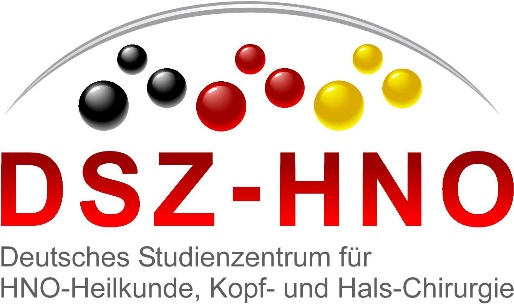 DSZ-HNO
Deutsches Studienzentrum für
HNO-Heilkunde, Kopf- und Hals-Chirurgie